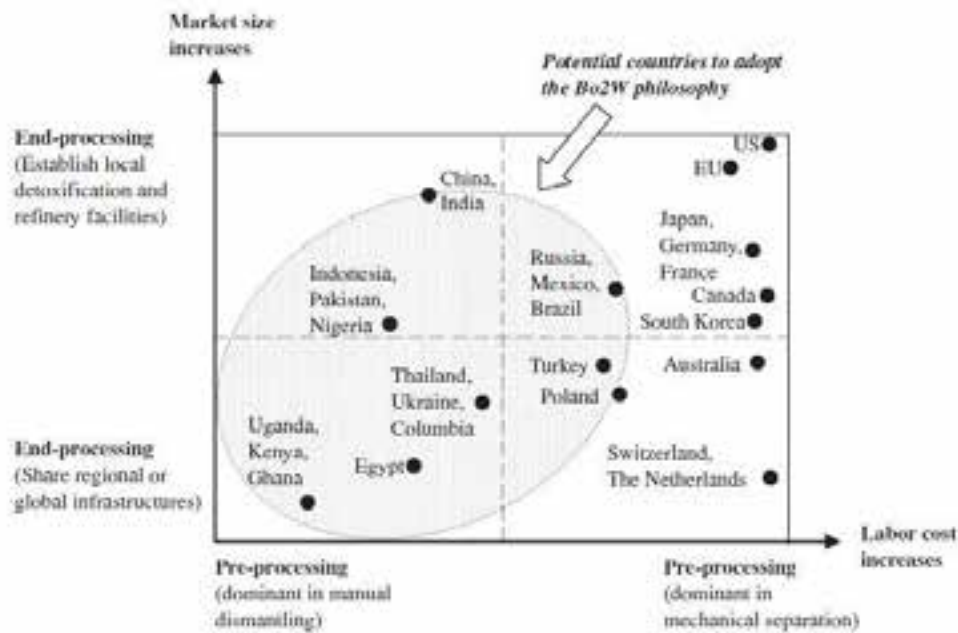 Market size
increases
Potential countries to adopt
the Bo2W philosophy
End-processing
(Establish local
detoxification and
refinery facilities)
US
EU
China,
India
Japan,
Germany,
France
Russia,
Mexico,
Brazil
Indonesia,
Pakistan,
Nigeria
Canada
South Korea
Turkey
Australia
Thailand,
Ukraine,
Columbia
Poland
Uganda,
Kenya,
Ghana
Egypt
End-processing
(Share regional or
global infrastructures)
Switzerland,
The Netherlands
Labor cost
increases
Pre-processing
(dominant in manual
dismantling)
Pre-processing
(dominant in
mechanical separation)